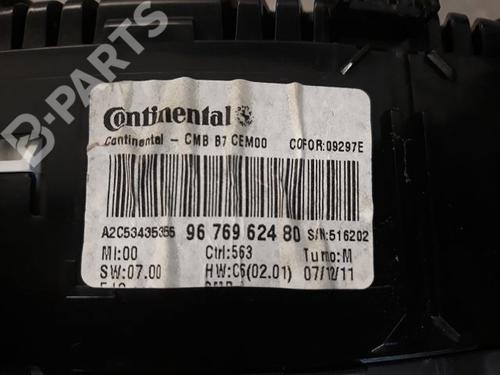 B-PARTS
Continental
Continental - CMB B7 CEM00 COFOR:09297E
A2C53435355 96 769 624 80 S/N:516202
MI:00 Ctrl:563 Turno:M
SW:07.00 HW:C6(02.01) 07/12/11